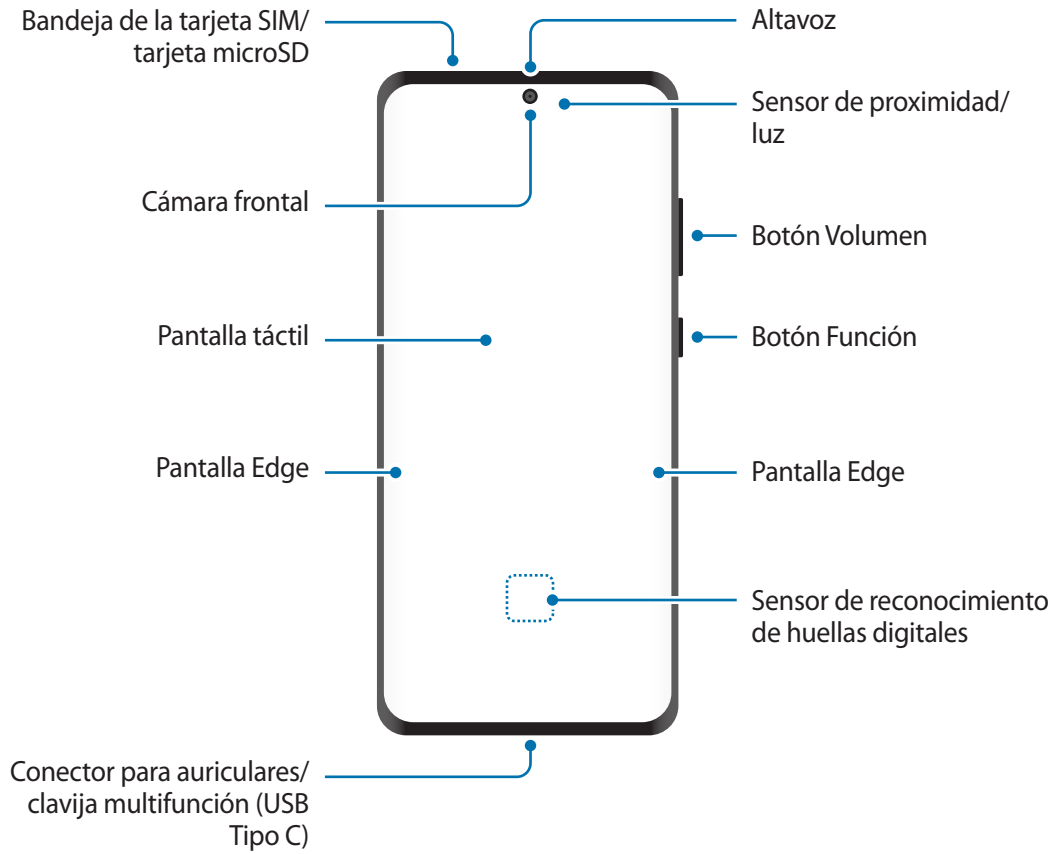 Bandeja de la tarjeta SIM/
tarjeta microSD
Altavoz
Sensor de proximidad/
luz
Cámara frontal
Botón Volumen
Pantalla táctil
Botón Función
Pantalla Edge
Pantalla Edge
Sensor de reconocimiento
de huellas digitales
Conector para auriculares/
clavija multifunción (USB
Tipo C)